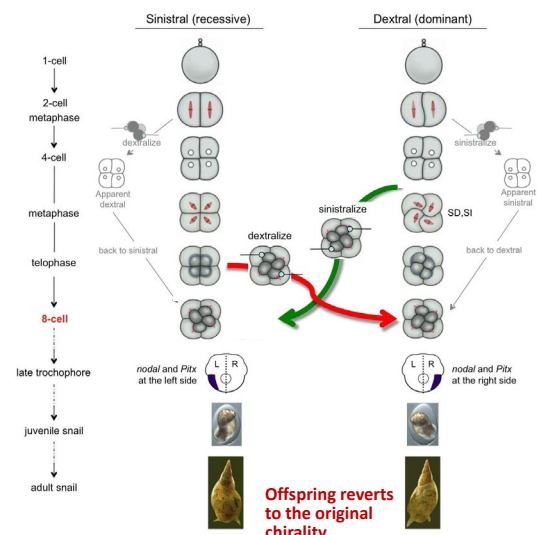 Sinistral (recessive)
Dextral (dominant)
1-cell
2-cell
metaphase
dextralize
sinistralize
4-cell
Apparent
dextral
Apparent
sinistral
metaphase
SD,SI
sinistralize
dextralize
back to sinistral
back to dextral
telophase
8-cell
L R
L R
nodal and Pitx
at the left side
nodal and Pitx
at the right side
late trochophore
juvenile snail
adult snail
Offspring reverts
to the original
chirality